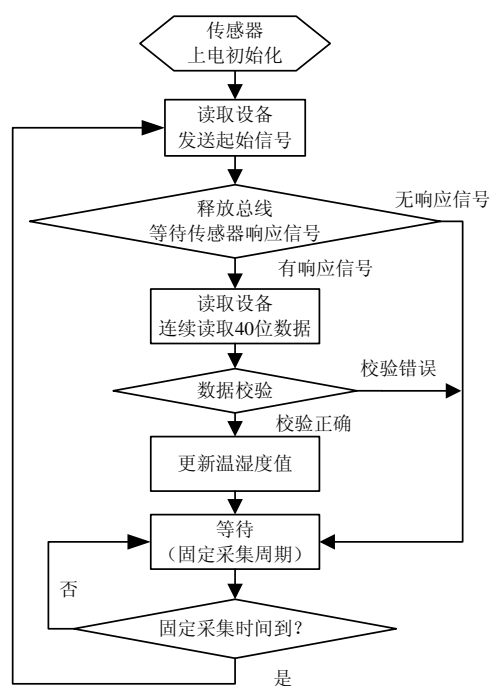 传感器
上电初始化
读取设备
发送起始信号
释放总线
等待传感器响应信号
无响应信号
有响应信号
读取设备
连续读取40位数据
数据校验
校验错误
校验正确
更新温湿度值
等待
（固定采集周期）
否
固定采集时间到？
是